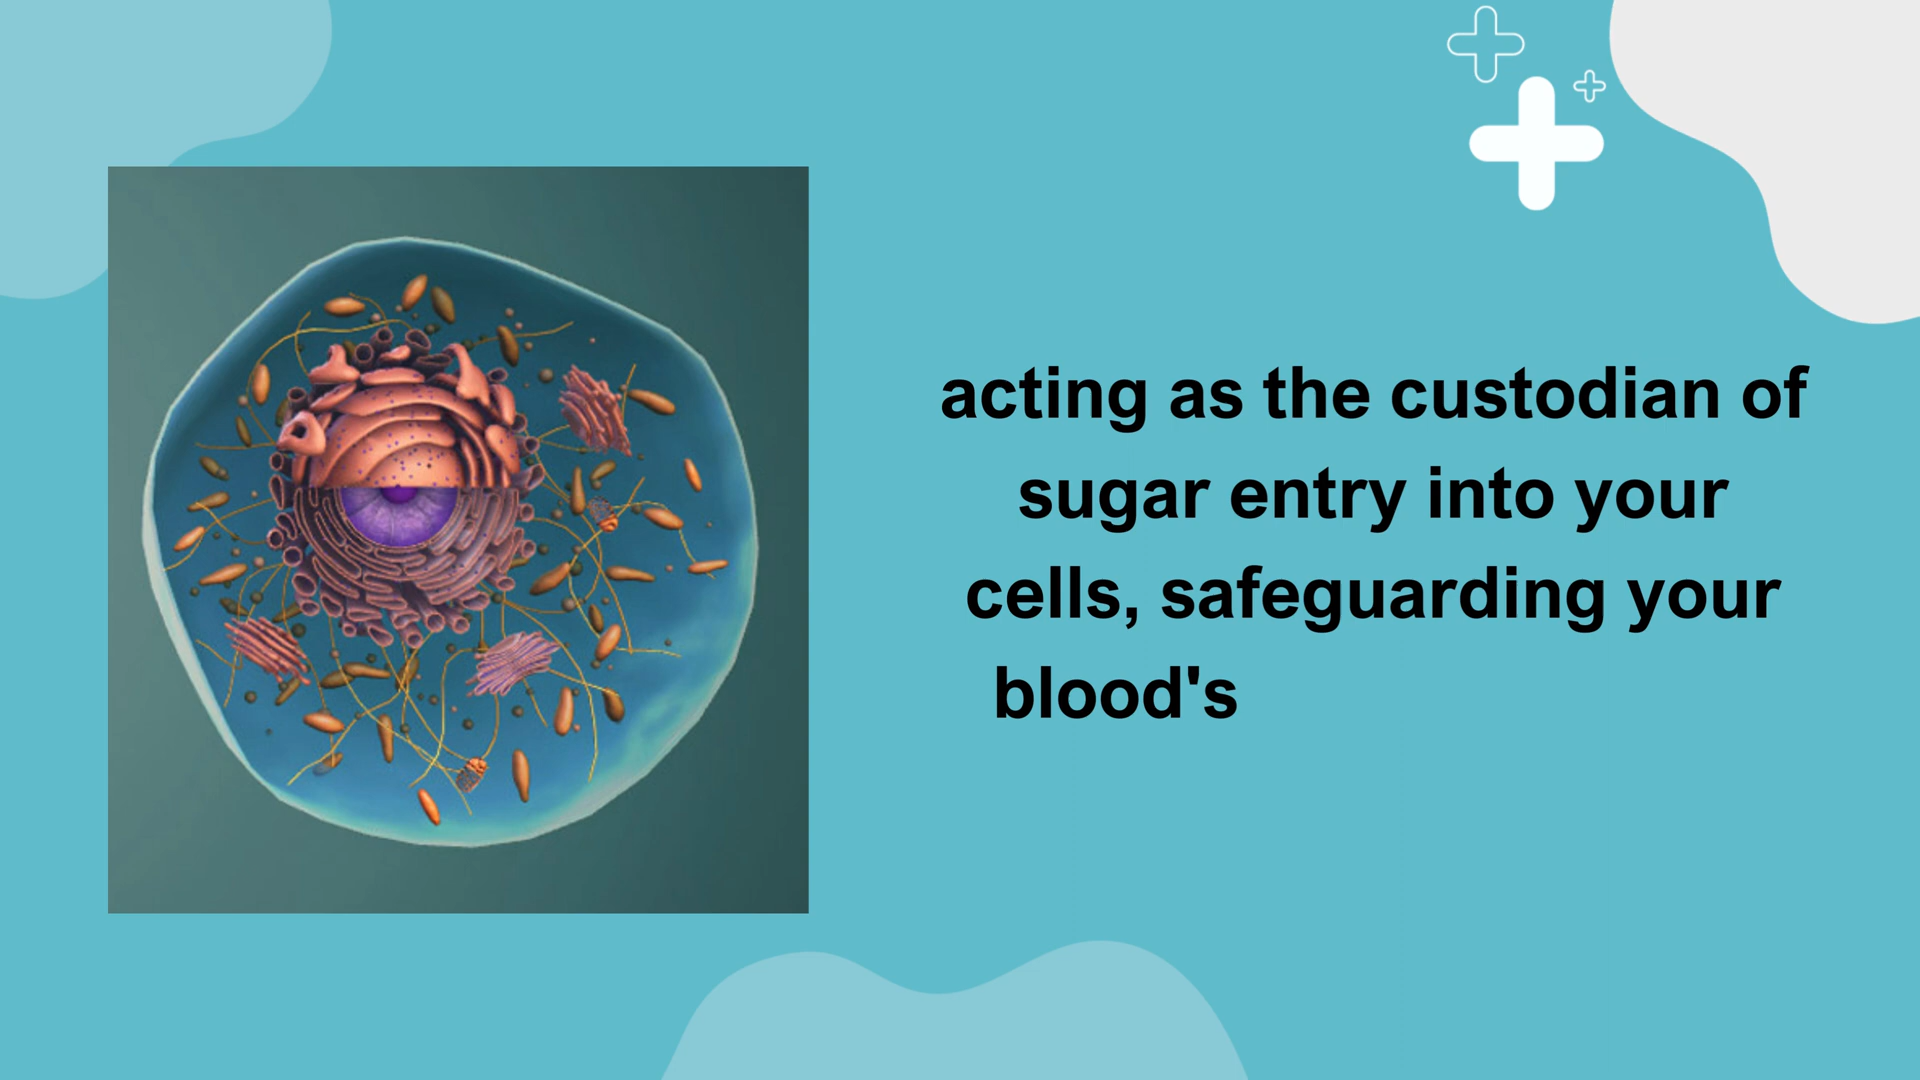 acting as the custodian of
sugar entry into your
cells, safeguarding your
blood's